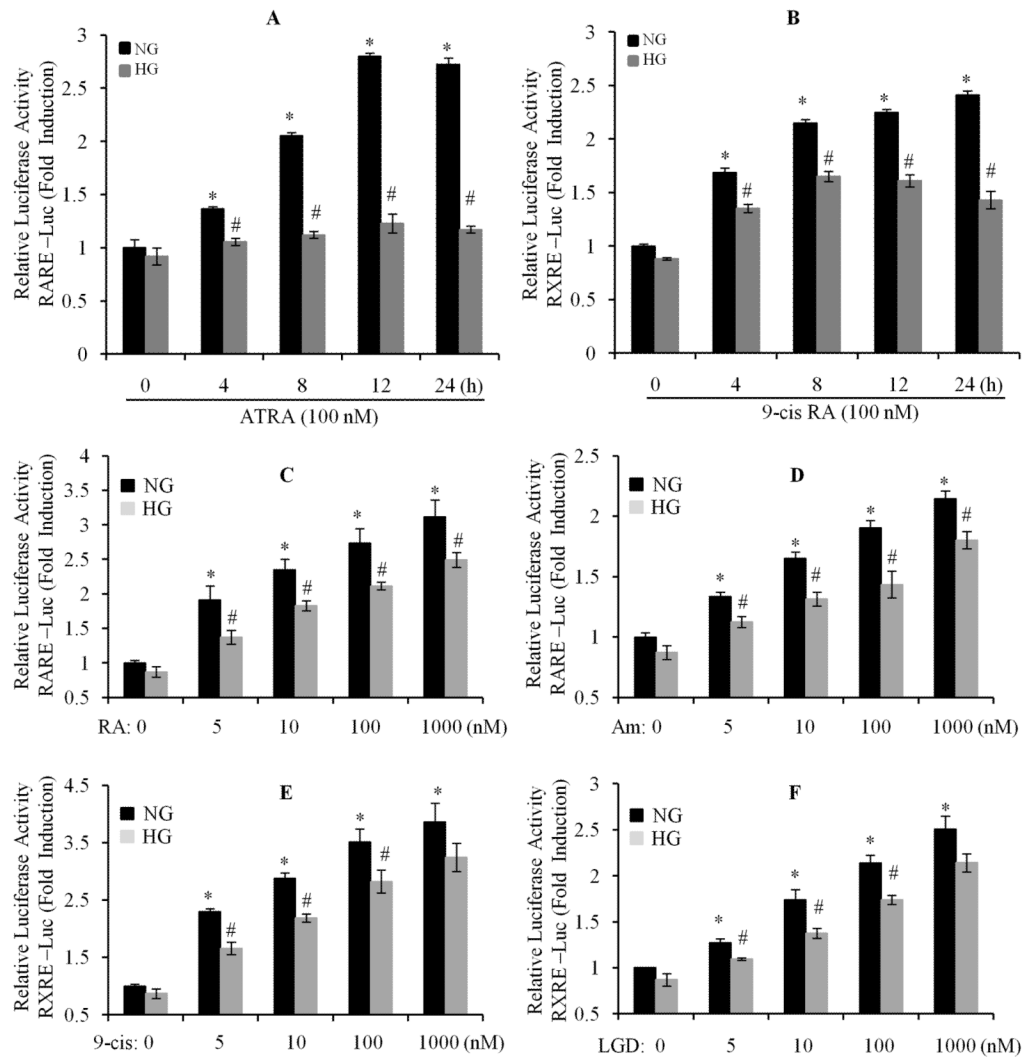 A
Relative Luciferase Activity
RARE –Luc (Fold Induction)
NG
HG
3
2.5
2
1.5
1
0.5
0
* * * *
# # # #
0 4 8 12 24 (h)
ATRA (100 nM)
B
Relative Luciferase Activity
RXRE –Luc (Fold Induction)
NG
HG
3
2.5
2
1.5
1
0.5
0
* * * *
# # # #
0 4 8 12 24 (h)
9-cis RA (100 nM)
C
Relative Luciferase Activity
RARE –Luc (Fold Induction)
NG
HG
4
3.5
3
2.5
2
1.5
1
0.5
* * * *
# # # #
RA: 0 5 10 100 1000 (nM)
D
Relative Luciferase Activity
RARE –Luc (Fold Induction)
NG
HG
2.5
2
1.5
1
0.5
* * * *
# # # #
Am: 0 5 10 100 1000 (nM)
E
Relative Luciferase Activity
RXRE –Luc (Fold Induction)
NG
HG
4.5
3.5
2.5
1.5
0.5
* * * *
# # #
9-cis: 0 5 10 100 1000 (nM)
F
Relative Luciferase Activity
RXRE –Luc (Fold Induction)
NG
HG
3
2.5
2
1.5
1
0.5
* * * *
# # #
LGD: 0 5 10 100 1000 (nM)